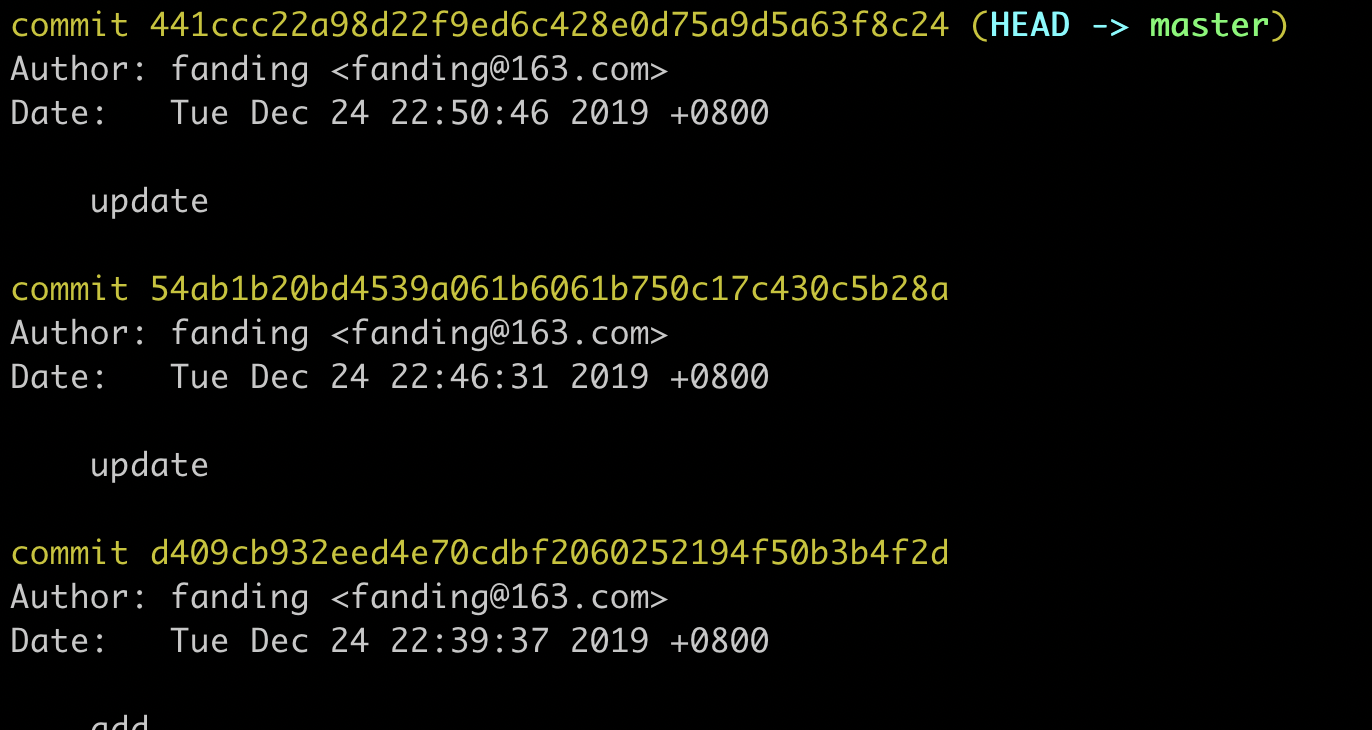 commit 441ccc22a98d22f9ed6c428e0d75a9d5a63f8c24 (HEAD -> master)
Author: fanding <fanding@163.com>
Date:   Tue Dec 24 22:50:46 2019 +0800
    update
commit 54ab1b20bd4539a061b6061b750c17c430c5b28a
Author: fanding <fanding@163.com>
Date:   Tue Dec 24 22:46:31 2019 +0800
    update
commit d409cb932eed4e70cdbf2060252194f50b3b4f2d
Author: fanding <fanding@163.com>
Date:   Tue Dec 24 22:39:37 2019 +0800
    add